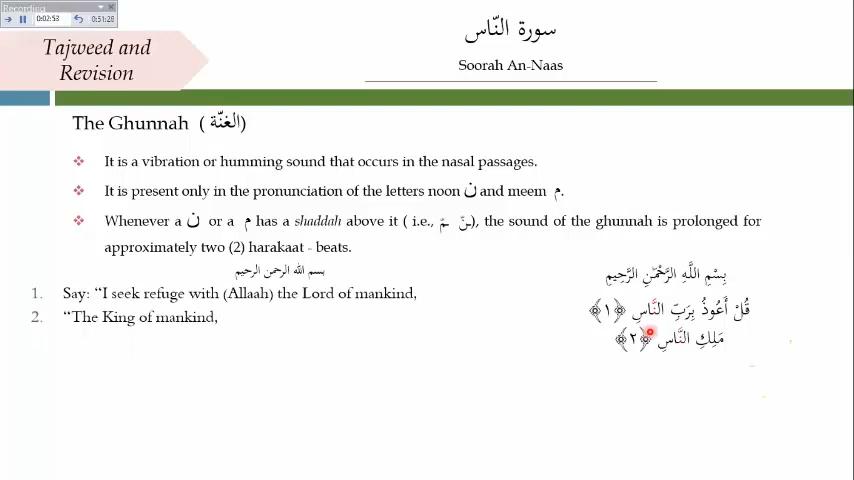 Recording
0:02:53
0:51:28
Tajweed and
Revision
سورة النّاس
Soorah An-Naas
The Ghunnah ( الغنّة)
❖ It is a vibration or humming sound that occurs in the nasal passages.
❖ It is present only in the pronunciation of the letters noon ن and meem م.
❖ Whenever a ن or a م has a shaddah above it ( i.e., نّ مّ), the sound of the ghunnah is prolonged for
approximately two (2) harakaat - beats.
بسم الله الرحمن الرحيم
1. Say: “I seek refuge with (Allaah) the Lord of mankind,
2. “The King of mankind,
بِسْمِ اللَّهِ الرَّحْمَٰنِ الرَّحِيمِ
قُلْ أَعُوذُ بِرَبِّ النَّاسِ ﴿١﴾
مَلِكِ النَّاسِ ﴿٢﴾